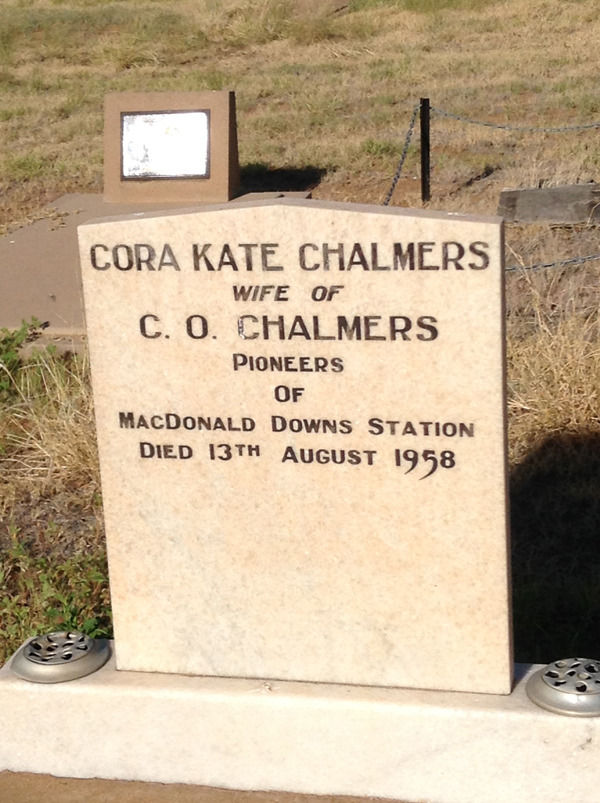 CORA KATE CHALMERS
WIFE OF
C. O. CHALMERS
PIONEERS
OF
MACDONALD DOWNS STATION
DIED 13TH AUGUST 1958